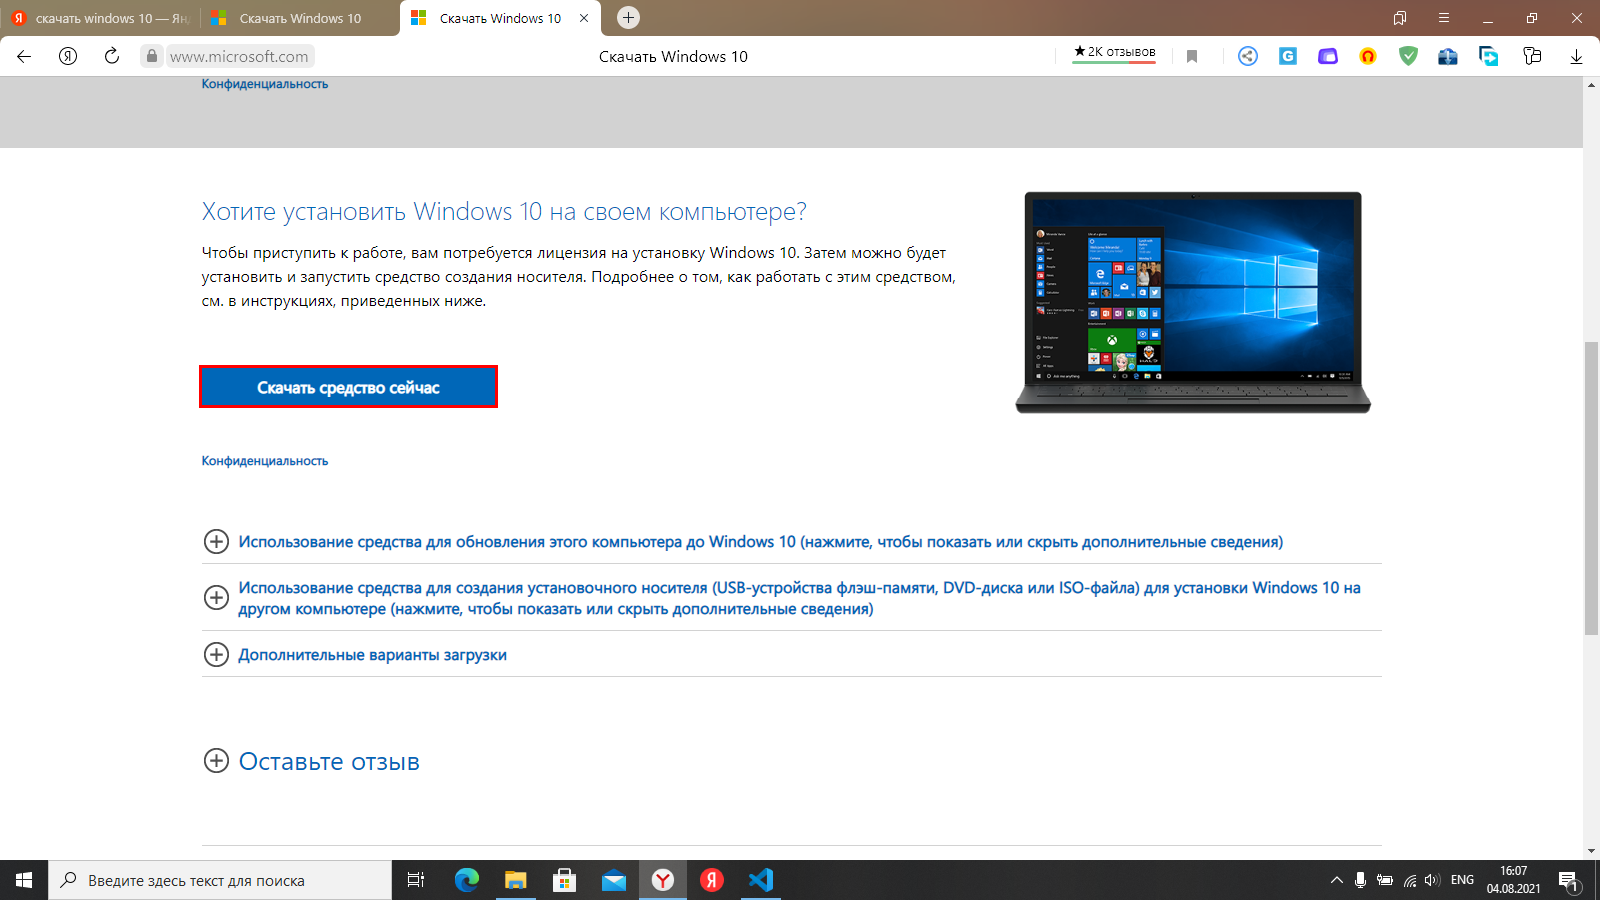 скачать windows 10 — Янд
Скачать Windows 10
Скачать Windows 10
www.microsoft.com
Скачать Windows 10
★2K отзывов
Конфиденциальность
Хотите установить Windows 10 на своем компьютере?
Чтобы приступить к работе, вам потребуется лицензия на установку Windows 10. Затем можно будет
установить и запустить средство создания носителя. Подробнее о том, как работать с этим средством,
см. в инструкциях, приведенных ниже.
Скачать средство сейчас
Конфиденциальность
Использование средства для обновления этого компьютера до Windows 10 (нажмите, чтобы показать или скрыть дополнительные сведения)
Использование средства для создания установочного носителя (USB-устройства флэш-памяти, DVD-диска или ISO-файла) для установки Windows 10 на
другом компьютере (нажмите, чтобы показать или скрыть дополнительные сведения)
Дополнительные варианты загрузки
Оставьте отзыв
Введите здесь текст для поиска
ENG
16:07
04.08.2021
1